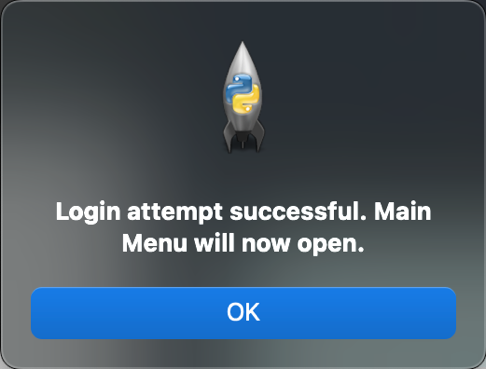 Login attempt successful. Main
Menu will now open.
OK